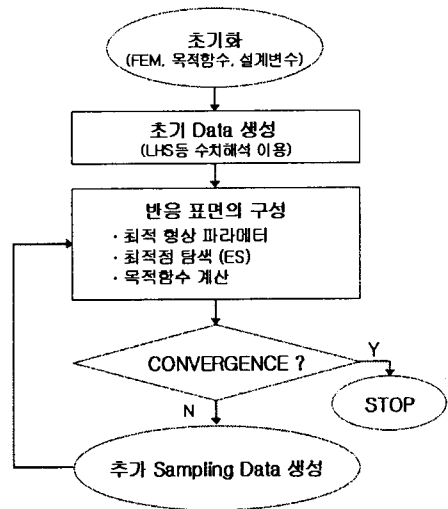 초기화
(FEM, 목적함수, 설계변수)
초기 Data 생성
(LHS등 수치해석 이용)
반응 표면의 구성
· 최적 형상 파라메터
· 최적점 탐색 (ES)
· 목적함수 계산
CONVERGENCE ?
Y
STOP
N
추가 Sampling Data 생성